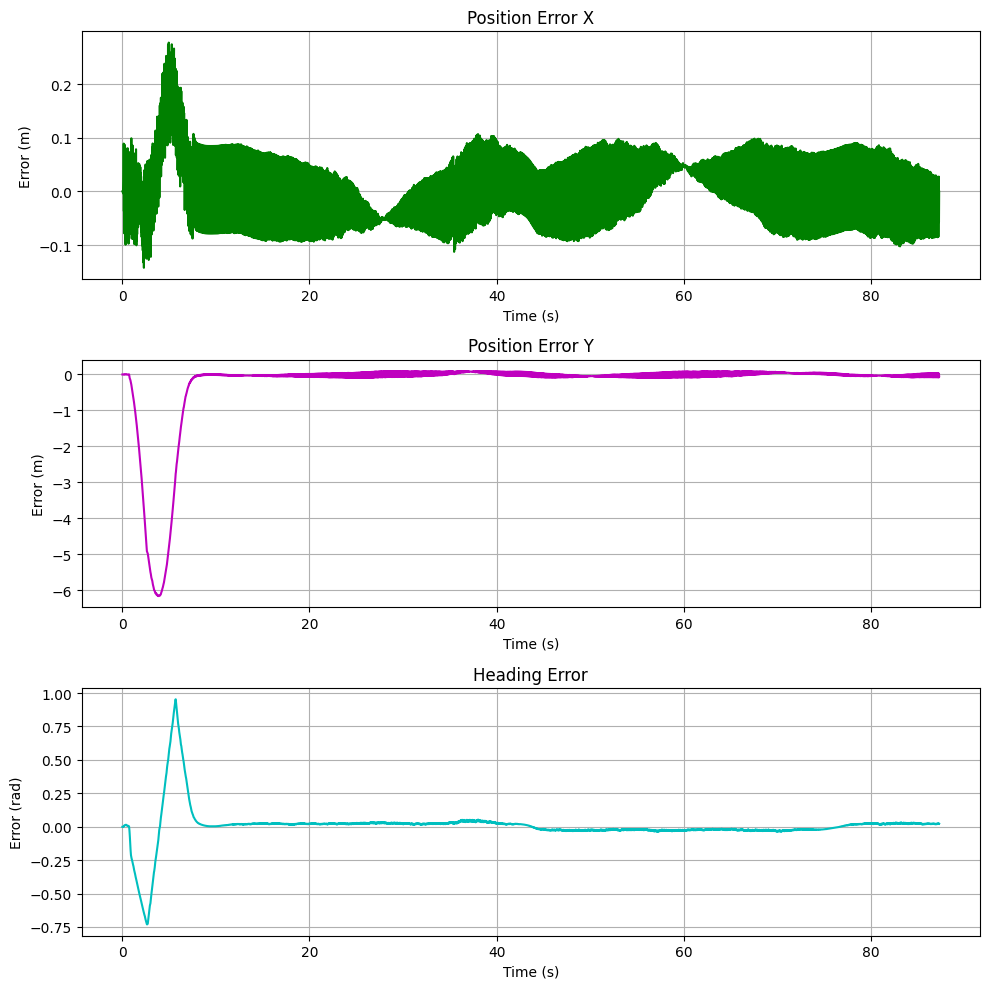 Position Error X
Error (m)
0.2
0.1
0.0
−0.1
0 20 40 60 80
Time (s)
Position Error Y
Error (m)
0
−1
−2
−3
−4
−5
−6
0 20 40 60 80
Time (s)
Heading Error
Error (rad)
1.00
0.75
0.50
0.25
0.00
−0.25
−0.50
−0.75
0 20 40 60 80
Time (s)